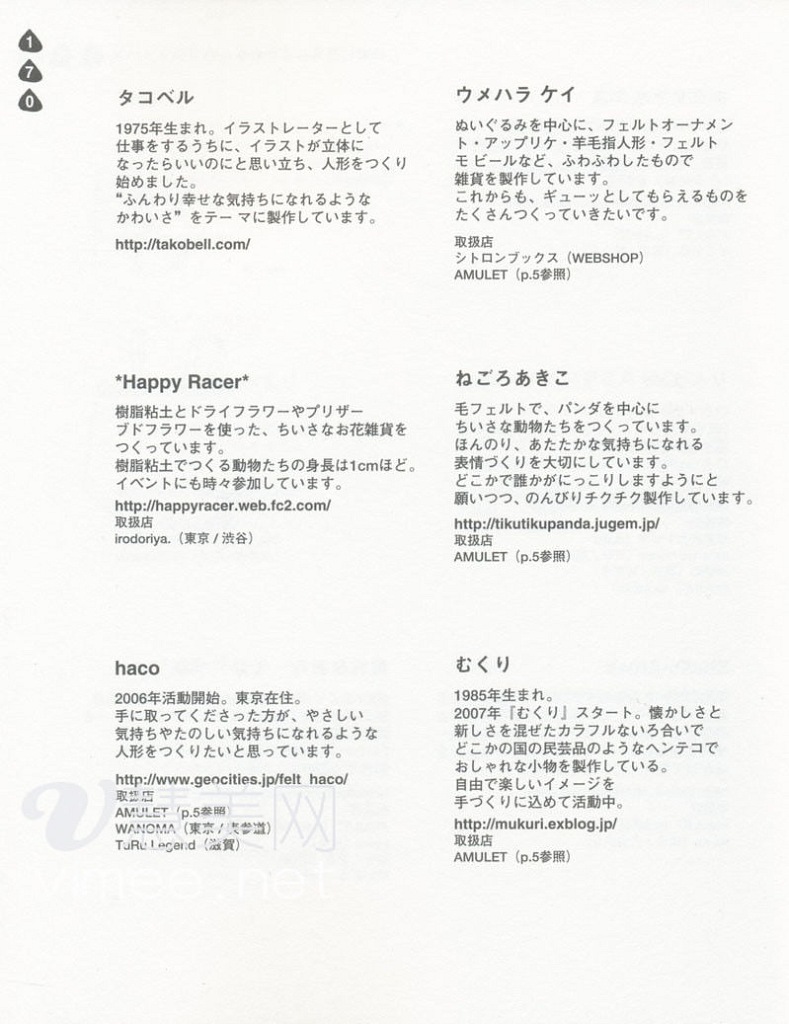 1
7
0
タコベル
1975年生まれ。イラストレーターとして
仕事をするうちに、イラストが立体に
なったらいいのにと思い立ち、人形をつくり
始めました。
“ふんわり幸せな気持ちになれるような
かわいさ”をテーマに製作しています。
http://takobell.com/
ウメハラ ケイ
ぬいぐるみを中心に、フェルトオーナメン
ト・アップリケ・羊毛指人形・フェルト
モ ビールなど、ふわふわしたもので
雑貨を製作しています。
これからも、ギューッとしてもらえるものを
たくさんつくっていきたいです。
取扱店
シトロンブックス（WEBSHOP）
AMULET（p.5参照）
*Happy Racer*
樹脂粘土とドライフラワーやプリザー
ブドフラワーを使った、ちいさなお花雑貨を
つくっています。
樹脂粘土でつくる動物たちの身長は1cmほど。
イベントにも時々参加しています。
http://happyracer.web.fc2.com/
取扱店
irodoriya.（東京 / 渋谷）
ねごろあきこ
毛フェルトで、パンダを中心に
ちいさな動物たちをつくっています。
ほんのり、あたたかな気持ちになれる
表情づくりを大切にしています。
どこかで誰かがにっこりしますようにと
願いつつ、のんびりチクチク製作しています。
http://tikutikupanda.jugem.jp/
取扱店
AMULET（p.5参照）
haco
2006年活動開始。東京在住。
手に取ってくださった方が、やさしい
気持ちやたのしい気持ちになれるような
人形をつくりたいと思っています。
http://www.geocities.jp/felt_haco/
取扱店
AMULET（p.5参照）
WANOMA（東京 / 表参道）
TuRu Legend（滋賀）
むくり
1985年生まれ。
2007年『むくり』スタート。懐かしさと
新しさを混ぜたカラフルないろ合いで
どこかの国の民芸品のようなヘンテコで
おしゃれな小物を製作している。
自由で楽しいイメージを
手づくりに込めて活動中。
http://mukuri.exblog.jp/
取扱店
AMULET（p.5参照）
vmee.net